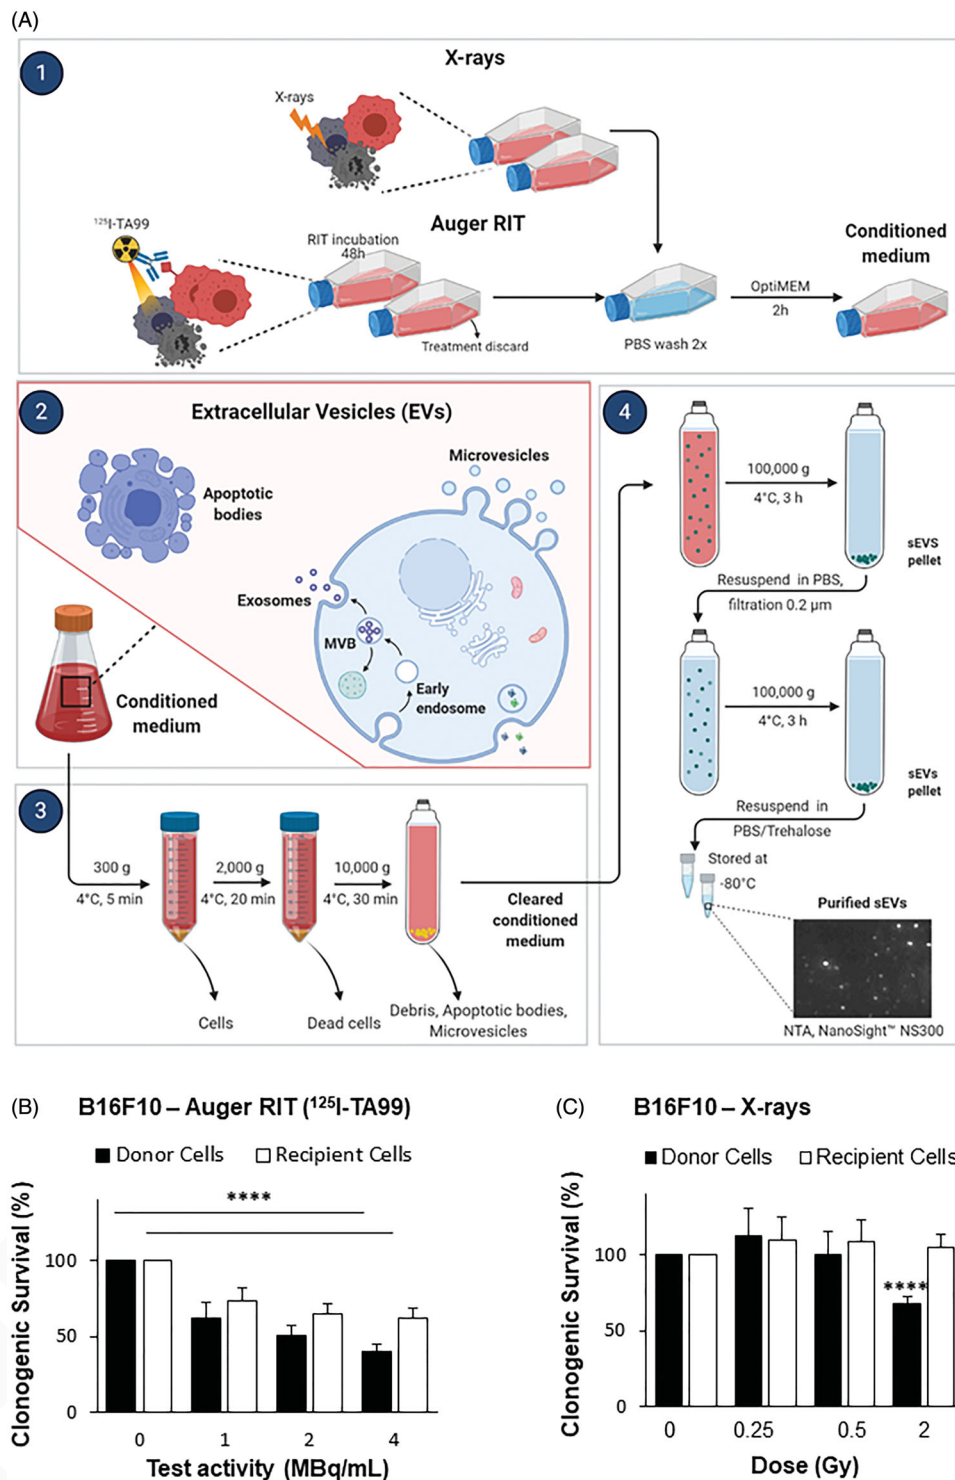 (A)
1
X-rays
X-rays
Auger RIT
¹²⁵I-TA99
RIT incubation
48h
Treatment discard
PBS wash 2x
OptiMEM
2h
Conditioned
medium
2
Extracellular Vesicles (EVs)
Apoptotic
bodies
Microvesicles
Exosomes
MVB
Early
endosome
Conditioned
medium
3
300 g
4°C, 5 min
2,000 g
4°C, 20 min
10,000 g
4°C, 30 min
Cleared
conditioned
medium
Cells
Dead cells
Debris, Apoptotic bodies,
Microvesicles
4
100,000 g
4°C, 3 h
sEVS
pellet
Resuspend in PBS,
filtration 0.2 µm
100,000 g
4°C, 3 h
sEVs
pellet
Resuspend in
PBS/Trehalose
Stored at
-80°C
Purified sEVs
NTA, NanoSight™ NS300
(B) B16F10 – Auger RIT (¹²⁵I-TA99)
Donor Cells Recipient Cells
****
Clonogenic Survival (%)
100
50
0
0 1 2 4
Test activity (MBq/mL)
(C) B16F10 – X-rays
Donor Cells Recipient Cells
Clonogenic Survival (%)
100
****
50
0
0 0.25 0.5 2
Dose (Gy)